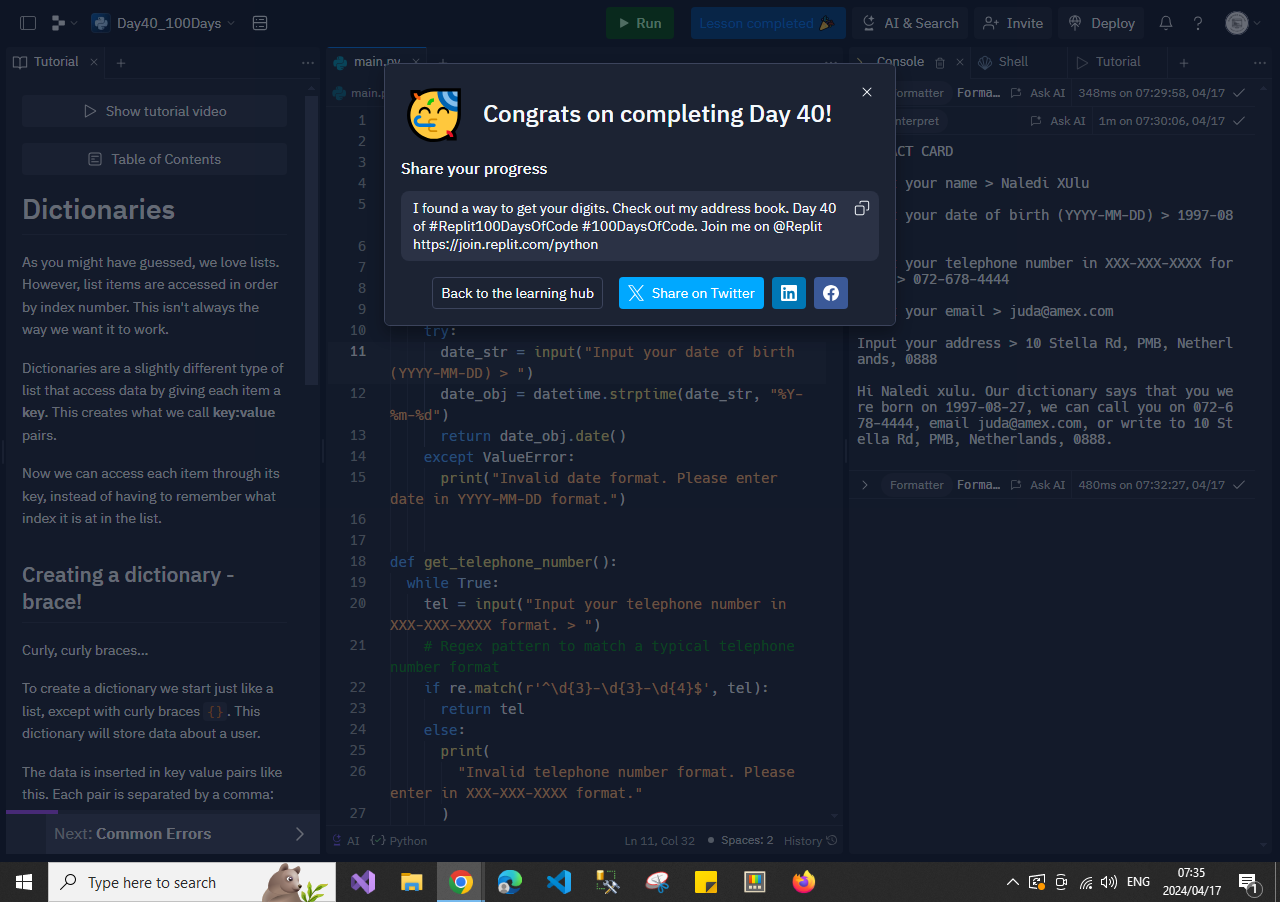 Day40_100Days
Run
Lesson completed
AI & Search
Invite
Deploy
Tutorial
main.py
Console
Shell
Tutorial
Show tutorial video
Table of Contents
Dictionaries
As you might have guessed, we love lists.
However, list items are accessed in order
by index number. This isn't always the
way we want it to work.
Dictionaries are a slightly different type of
list that access data by giving each item a
key. This creates what we call key:value
pairs.
Now we can access each item through its
key, instead of having to remember what
index it is at in the list.
Creating a dictionary -
brace!
Curly, curly braces...
To create a dictionary we start just like a
list, except with curly braces {}. This
dictionary will store data about a user.
The data is inserted in key value pairs like
this. Each pair is separated by a comma:
Next: Common Errors
Congrats on completing Day 40!
Share your progress
I found a way to get your digits. Check out my address book. Day 40
of #Replit100DaysOfCode #100DaysOfCode. Join me on @Replit
https://join.replit.com/python
Back to the learning hub
Share on Twitter
main.p
1
2
3
4
5
6
7
8
9
10 try:
11 date_str = input("Input your date of birth
(YYYY-MM-DD) > ")
12 date_obj = datetime.strptime(date_str, "%Y-
%m-%d")
13 return date_obj.date()
14 except ValueError:
15 print("Invalid date format. Please enter
date in YYYY-MM-DD format.")
16
17
18 def get_telephone_number():
19 while True:
20 tel = input("Input your telephone number in
XXX-XXX-XXXX format. > ")
21 # Regex pattern to match a typical telephone
number format
22 if re.match(r'^\d{3}-\d{3}-\d{4}$', tel):
23 return tel
24 else:
25 print(
26 "Invalid telephone number format. Please
enter in XXX-XXX-XXXX format."
27 )
AI
Python
Ln 11, Col 32
Spaces: 2
History
ormatter Forma... Ask AI 348ms on 07:29:58, 04/17
nterpret Ask AI 1m on 07:30:06, 04/17
ACT CARD
your name > Naledi XUlu
your date of birth (YYYY-MM-DD) > 1997-08
your telephone number in XXX-XXX-XXXX for
> 072-678-4444
your email > juda@amex.com
Input your address > 10 Stella Rd, PMB, Netherl
ands, 0888
Hi Naledi xulu. Our dictionary says that you we
re born on 1997-08-27, we can call you on 072-6
78-4444, email juda@amex.com, or write to 10 St
ella Rd, PMB, Netherlands, 0888.
Formatter Forma... Ask AI 480ms on 07:32:27, 04/17
Type here to search
ENG
07:35
2024/04/17
1